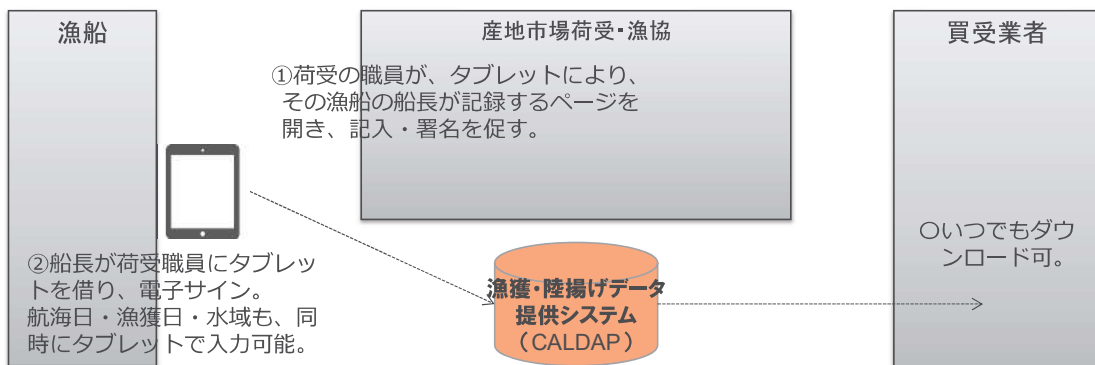 漁船
産地市場荷受・漁協
買受業者
①荷受の職員が、タブレットにより、
その漁船の船長が記録するページを
開き、記入・署名を促す。
②船長が荷受職員にタブレッ
トを借り、電子サイン。
航海日・漁獲日・水域も、同
時にタブレットで入力可能。
漁獲・陸揚げデータ
提供システム
（CALDAP）
〇いつでもダウ
ンロード可。